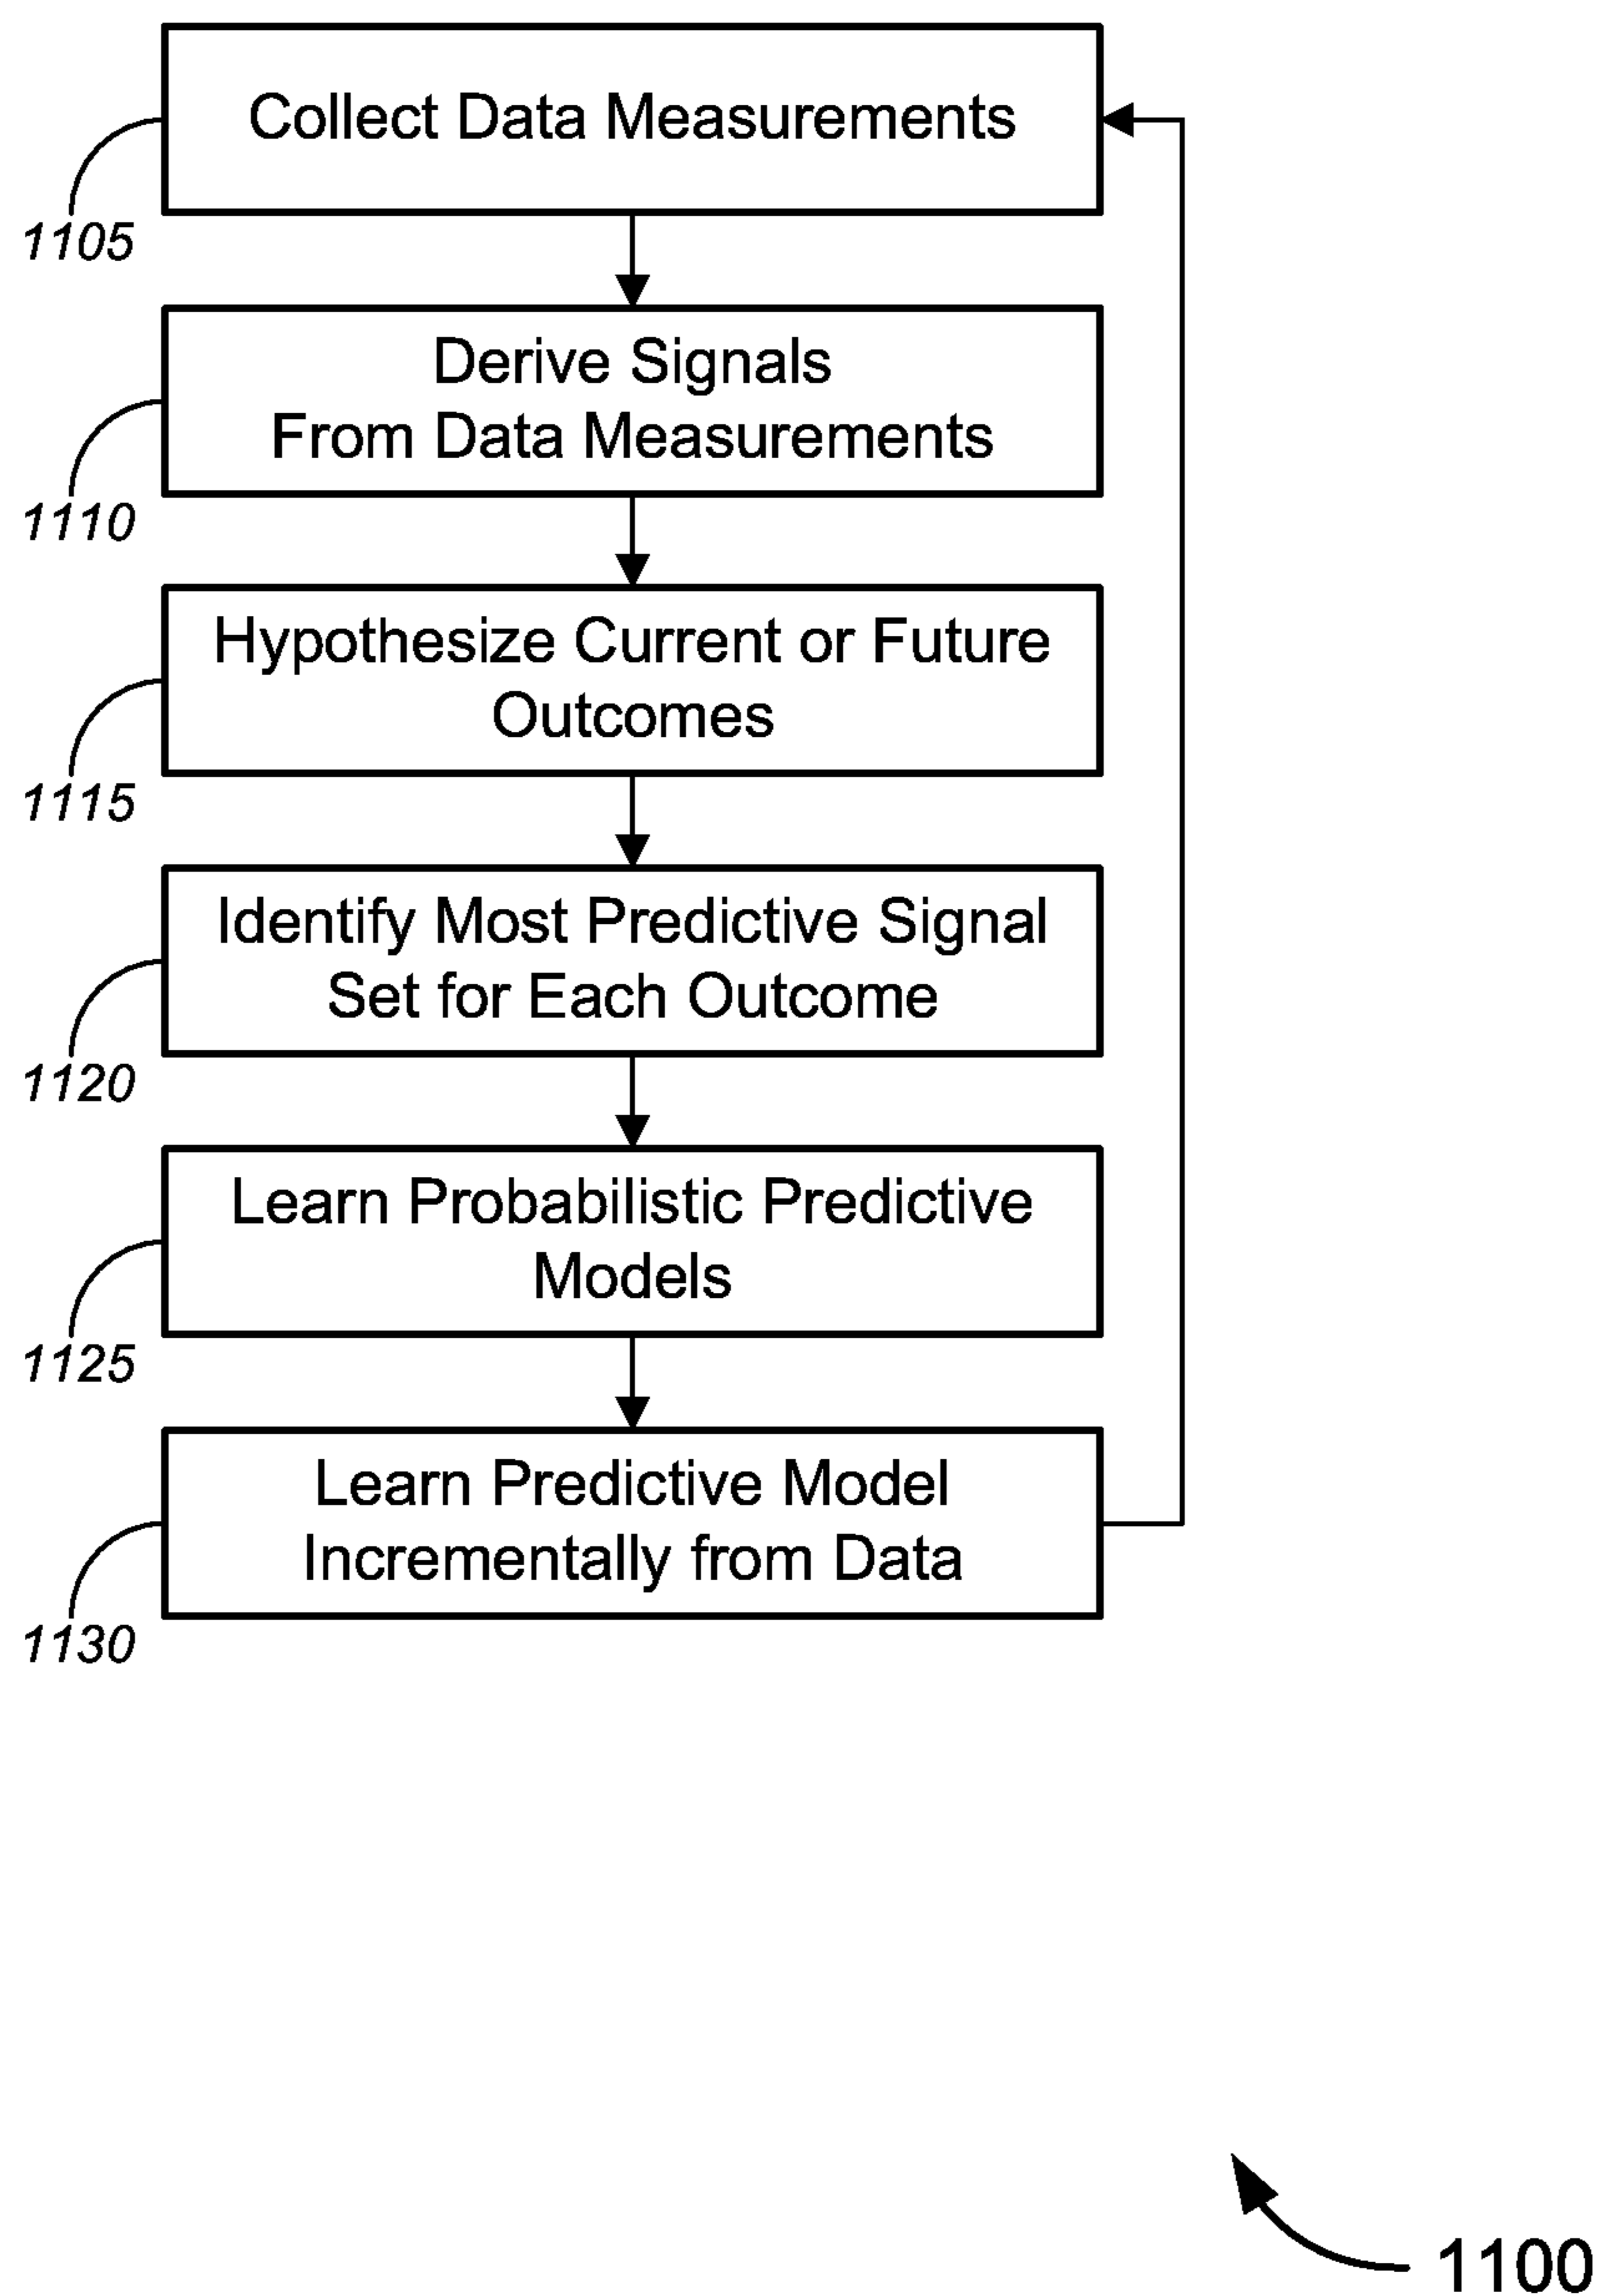 Collect Data Measurements
1105
Derive Signals
From Data Measurements
1110
Hypothesize Current or Future
Outcomes
1115
Identify Most Predictive Signal
Set for Each Outcome
1120
Learn Probabilistic Predictive
Models
1125
Learn Predictive Model
Incrementally from Data
1130
1100